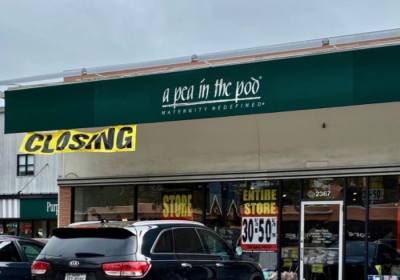 a pea in the pod
MATERNITY REDEFINED
CLOSING
STORE
ENTIRE
STORE
30-50%
2367